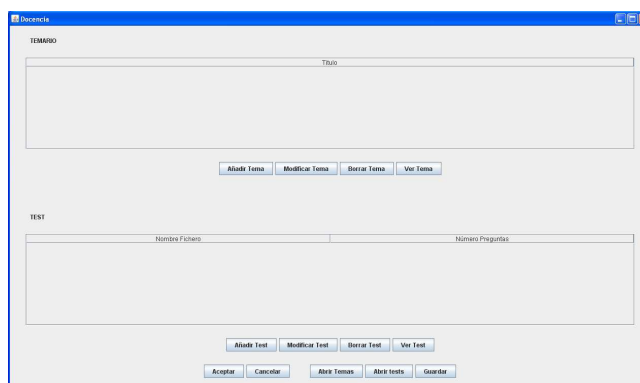 Docencia
TEMARIO
Titulo
Añadir Tema Modificar Tema Borrar Tema Ver Tema
TEST
Nombre Fichero Número Preguntas
Añadir Test Modificar Test Borrar Test Ver Test
Aceptar Cancelar Abrir Temas Abrir tests Guardar